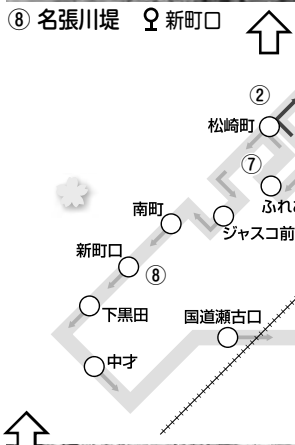 ⑧ 名張川堤 新町口
②
松崎町
⑦
ふれあ
南町
ジャスコ前
新町口
⑧
下黒田
国道瀬古口
中才